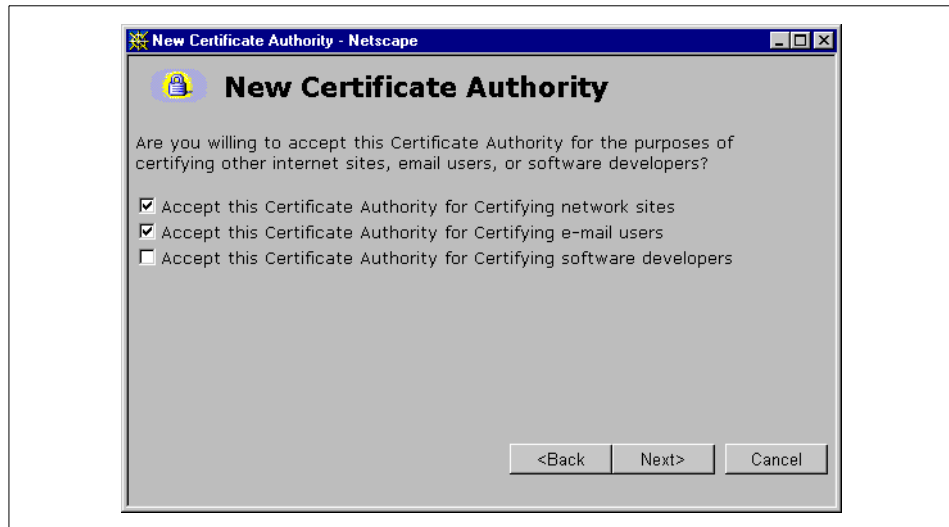 New Certificate Authority - Netscape
New Certificate Authority
Are you willing to accept this Certificate Authority for the purposes of
certifying other internet sites, email users, or software developers?
Accept this Certificate Authority for Certifying network sites
Accept this Certificate Authority for Certifying e-mail users
Accept this Certificate Authority for Certifying software developers
<Back Next> Cancel